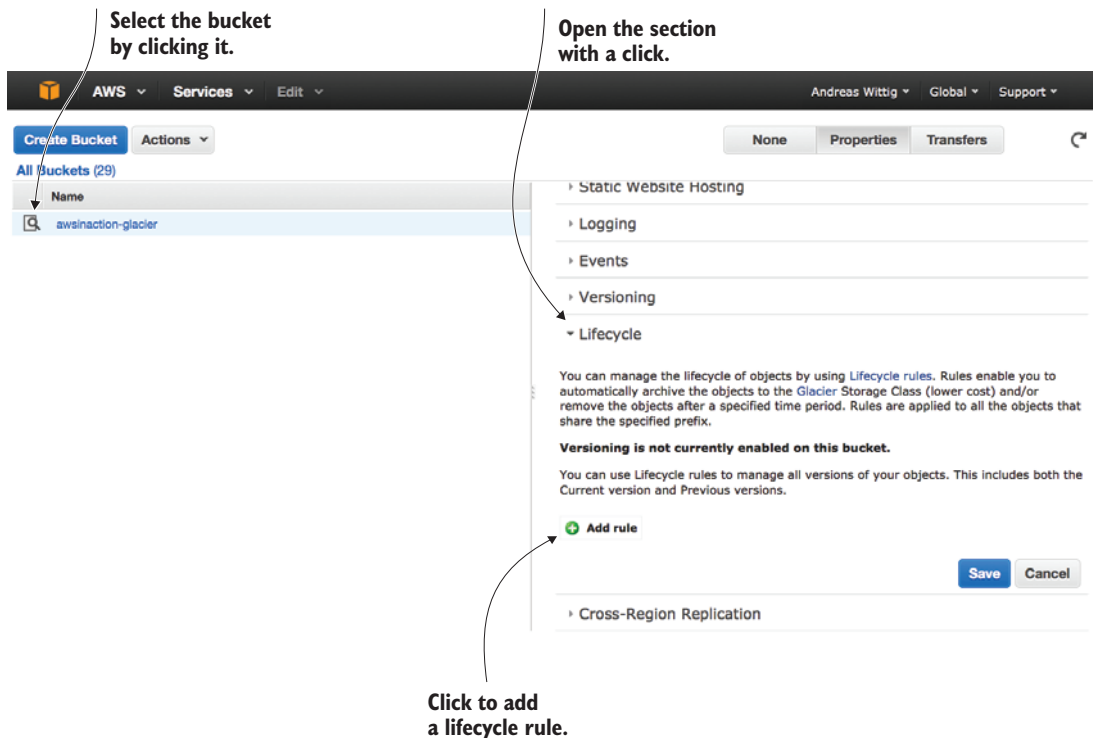 Select the bucket
by clicking it.
Open the section
with a click.
AWS Services Edit Andreas Wittig Global Support
Create Bucket Actions None Properties Transfers
All Buckets (29)
Name
awsinaction-glacier
Static Website Hosting
Logging
Events
Versioning
Lifecycle
You can manage the lifecycle of objects by using Lifecycle rules. Rules enable you to
automatically archive the objects to the Glacier Storage Class (lower cost) and/or
remove the objects after a specified time period. Rules are applied to all the objects that
share the specified prefix.
Versioning is not currently enabled on this bucket.
You can use Lifecycle rules to manage all versions of your objects. This includes both the
Current version and Previous versions.
Add rule
Save Cancel
Cross-Region Replication
Click to add
a lifecycle rule.